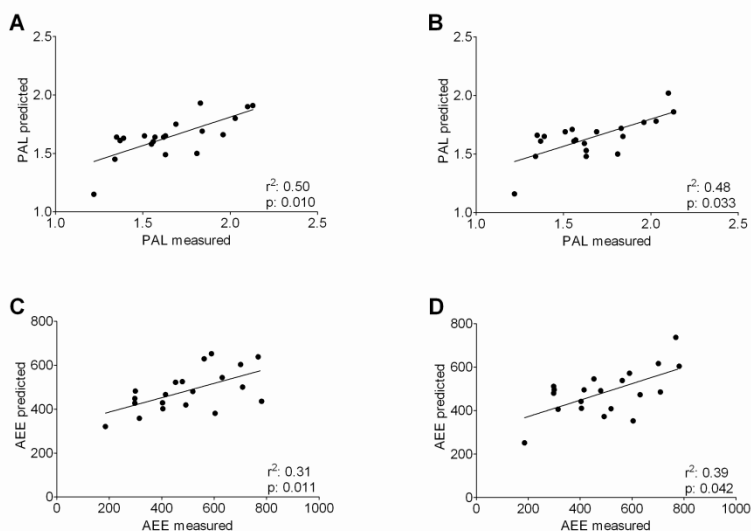 A
2.5
2.0
1.5
1.0
PAL predicted
1.0 1.5 2.0 2.5
PAL measured
r²: 0.50
p: 0.010
B
2.5
2.0
1.5
1.0
PAL predicted
1.0 1.5 2.0 2.5
PAL measured
r²: 0.48
p: 0.033
C
800
600
400
200
0
AEE predicted
0 200 400 600 800 1000
AEE measured
r²: 0.31
p: 0.011
D
800
600
400
200
0
AEE predicted
0 200 400 600 800 1000
AEE measured
r²: 0.39
p: 0.042